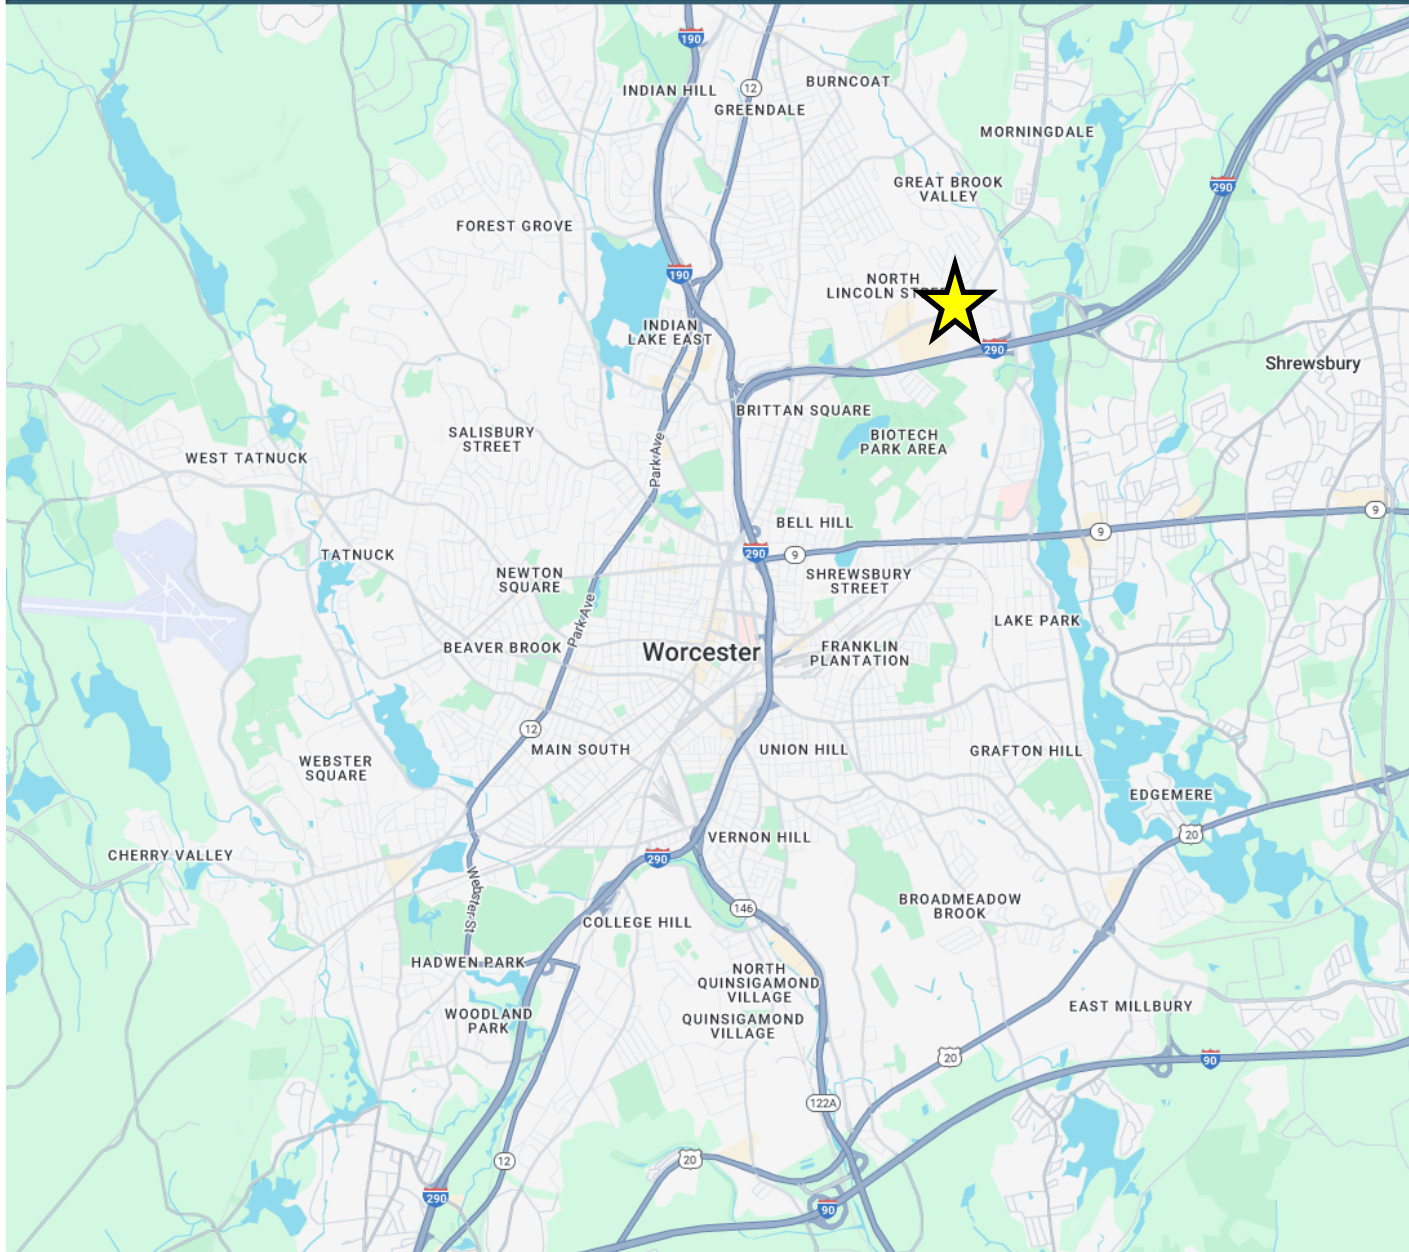 190
INDIAN HILL
12
GREENDALE
BURNCOAT
MORNINGDALE
GREAT BROOK
VALLEY
290
FOREST GROVE
190
NORTH
LINCOLN
290
INDIAN
LAKE EAST
Shrewsbury
BRITTAN SQUARE
SALISBURY
STREET
BIOTECH
PARK AREA
Park Ave
WEST TATNUCK
9
BELL HILL
9
290
9
TATNUCK
NEWTON
SQUARE
SHREWSBURY
STREET
Park Ave
LAKE PARK
BEAVER BROOK
Worcester
FRANKLIN
PLANTATION
12
MAIN SOUTH
UNION HILL
GRAFTON HILL
WEBSTER
SQUARE
EDGEMERE
20
VERNON HILL
CHERRY VALLEY
290
Webster St
146
BROADMEADOW
BROOK
COLLEGE HILL
HADWEN PARK
NORTH
QUINSIGAMOND
VILLAGE
EAST MILLBURY
WOODLAND
PARK
QUINSIGAMOND
VILLAGE
20
90
122A
12
20
290
90